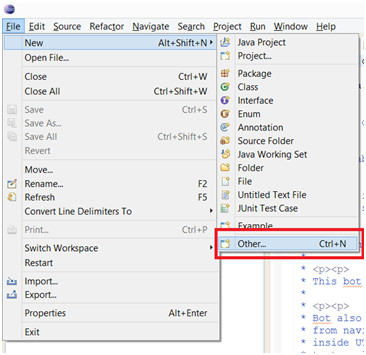 File Edit Source Refactor Navigate Search Project Run Window Help
New Alt+Shift+N
Open File...
Close Ctrl+W
Close All Ctrl+Shift+W
Save Ctrl+S
Save As...
Save All Ctrl+Shift+S
Revert
Move...
Rename... F2
Refresh F5
Convert Line Delimiters To
Print... Ctrl+P
Switch Workspace
Restart
Import...
Export...
Properties Alt+Enter
Exit
Java Project
Project...
Package
Class
Interface
Enum
Annotation
Source Folder
Java Working Set
Folder
File
Untitled Text File
JUnit Test Case
Example...
Other... Ctrl+N
*
* <p><p>
* This bot
*
* <p><p>
* Bot also
* from navi
* inside UT